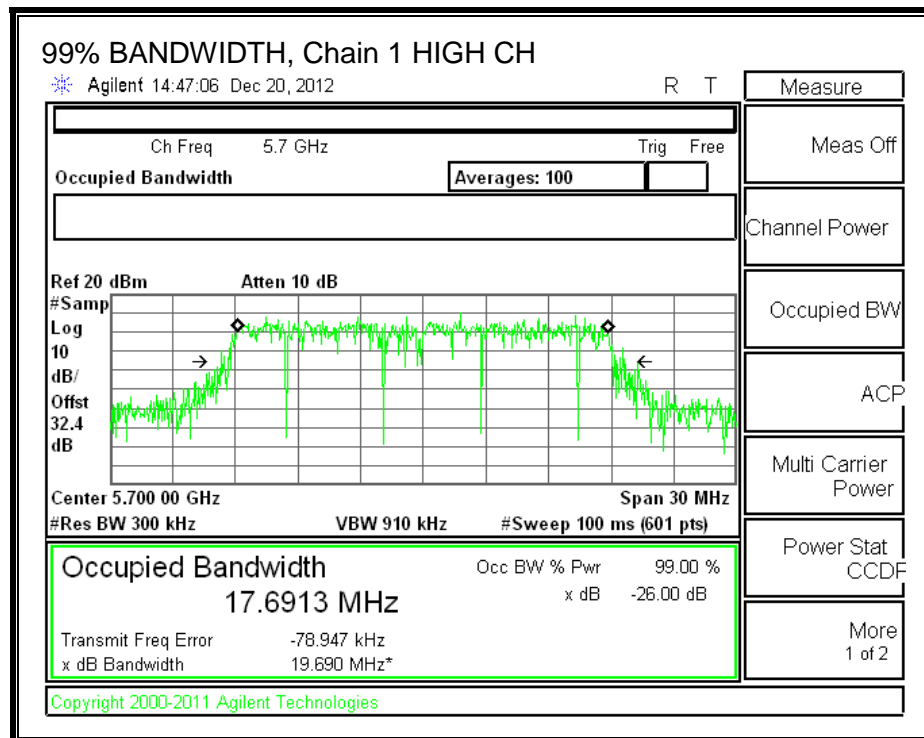 99% BANDWIDTH, Chain 1 HIGH CH
Agilent 14:47:06 Dec 20, 2012 R T
Measure
Ch Freq 5.7 GHz Trig Free
Meas Off
Occupied Bandwidth Averages: 100
Channel Power
Ref 20 dBm Atten 10 dB
#Samp
Log
10
dB/
Offst
32.4
dB
Occupied BW
ACP
Center 5.700 00 GHz Span 30 MHz
#Res BW 300 kHz VBW 910 kHz #Sweep 100 ms (601 pts)
Multi Carrier
Power
Occupied Bandwidth
17.6913 MHz
Occ BW % Pwr 99.00 %
x dB -26.00 dB
Transmit Freq Error -78.947 kHz
x dB Bandwidth 19.690 MHz*
Power Stat
CCDF
More
1 of 2
Copyright 2000-2011 Agilent Technologies